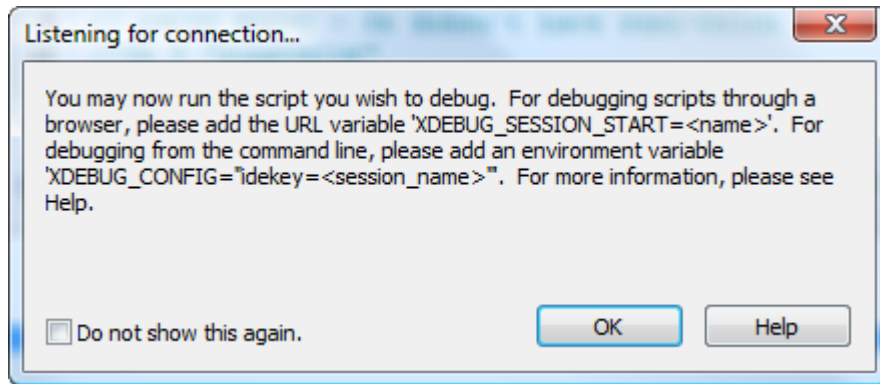 Listening for connection...
You may now run the script you wish to debug.  For debugging scripts through a
browser, please add the URL variable 'XDEBUG_SESSION_START=<name>'.  For
debugging from the command line, please add an environment variable
'XDEBUG_CONFIG="idekey=<session_name>"'.  For more information, please see
Help.
Do not show this again.
OK
Help